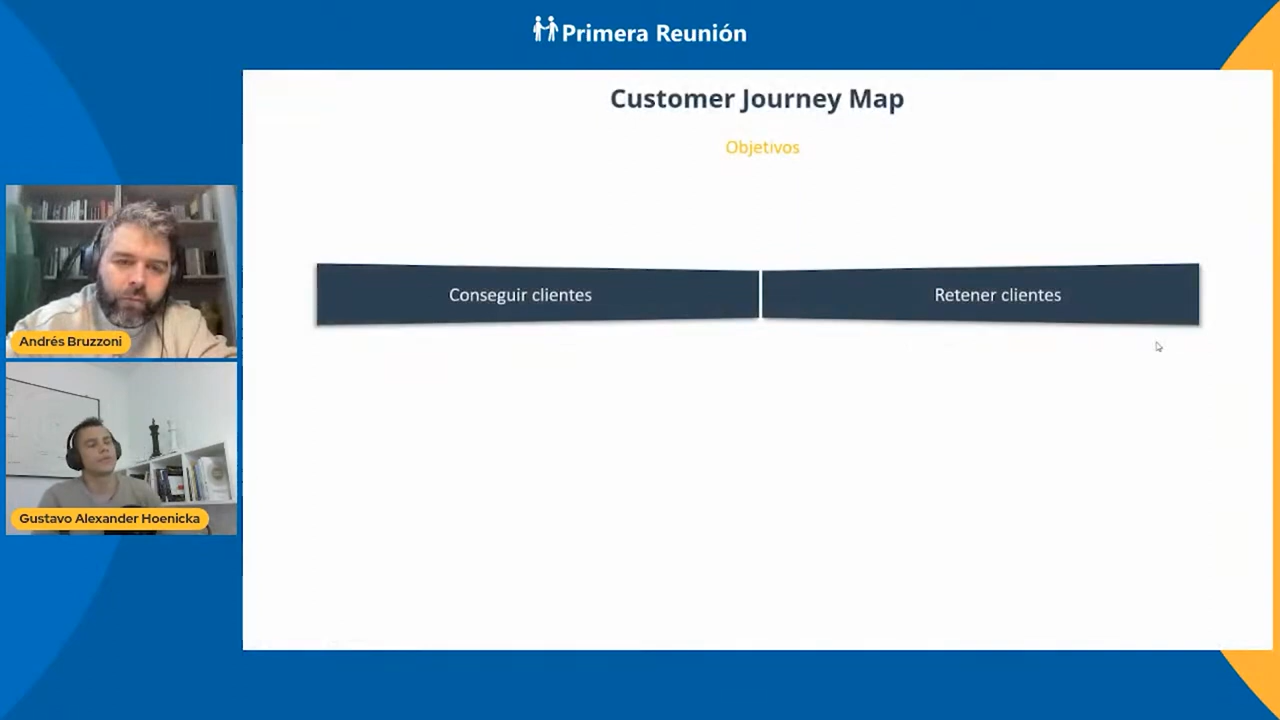 Primera Reunión
Customer Journey Map
Objetivos
Conseguir clientes
Retener clientes
Andrés Bruzzoni
Gustavo Alexander Hoenicka